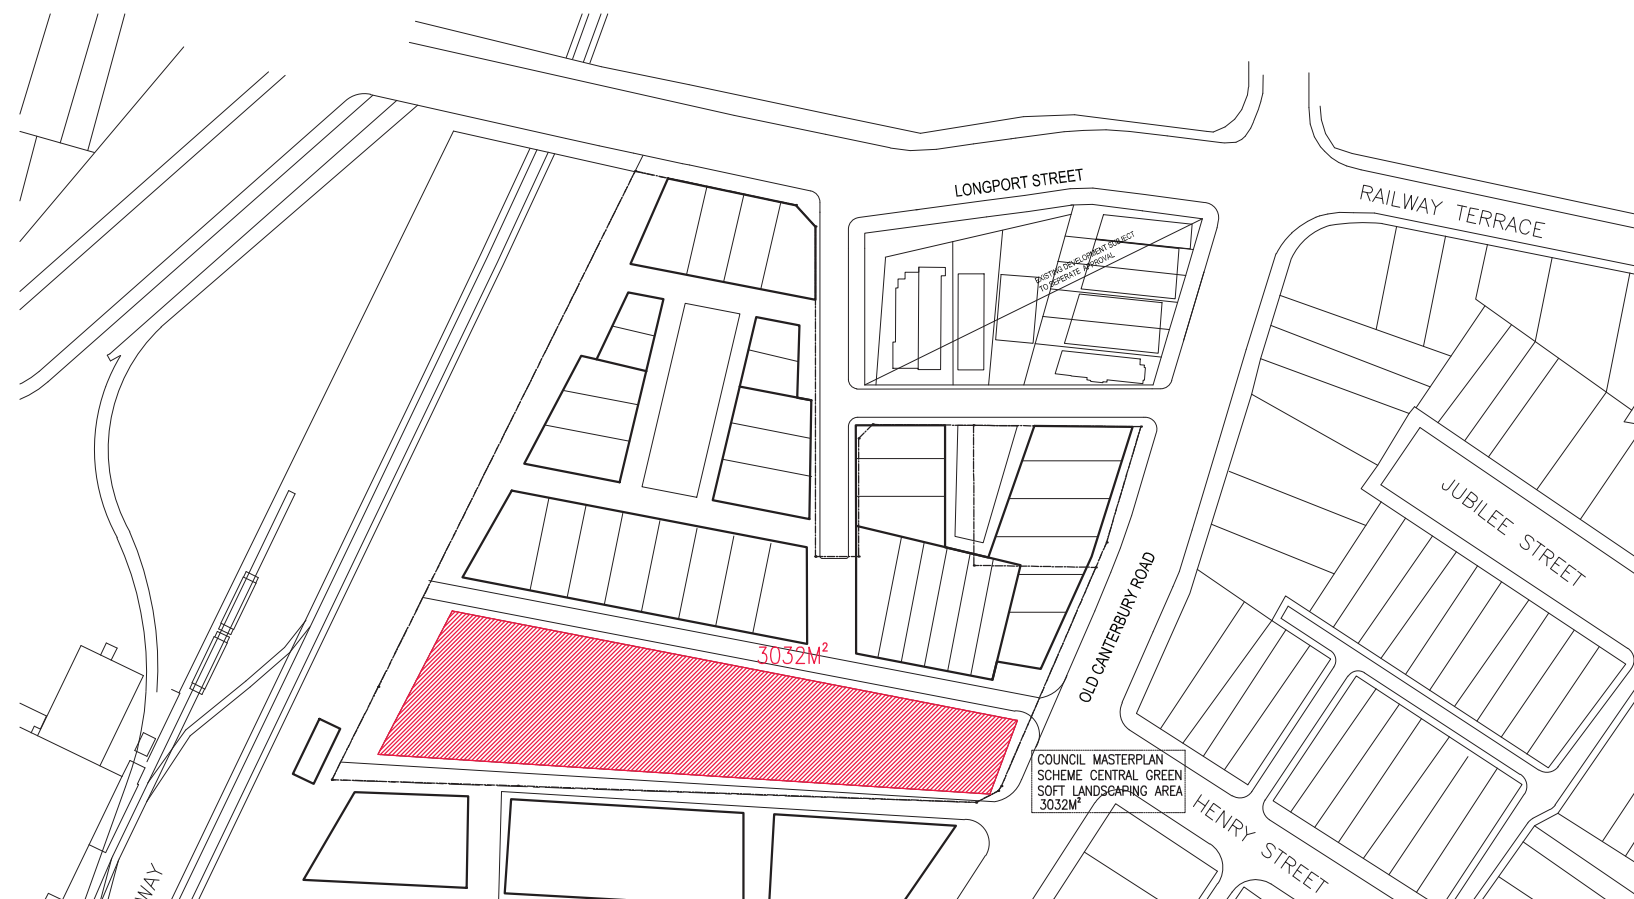 LONGPORT STREET
RAILWAY TERRACE
EXISTING DEVELOPMENT SUBJECT
TO SEPERATE APPROVAL
JUBILEE STREET
OLD CANTERBURY ROAD
3032M²
COUNCIL MASTERPLAN
SCHEME CENTRAL GREEN
SOFT LANDSCAPING AREA
3032M²
HENRY STREET
WAY